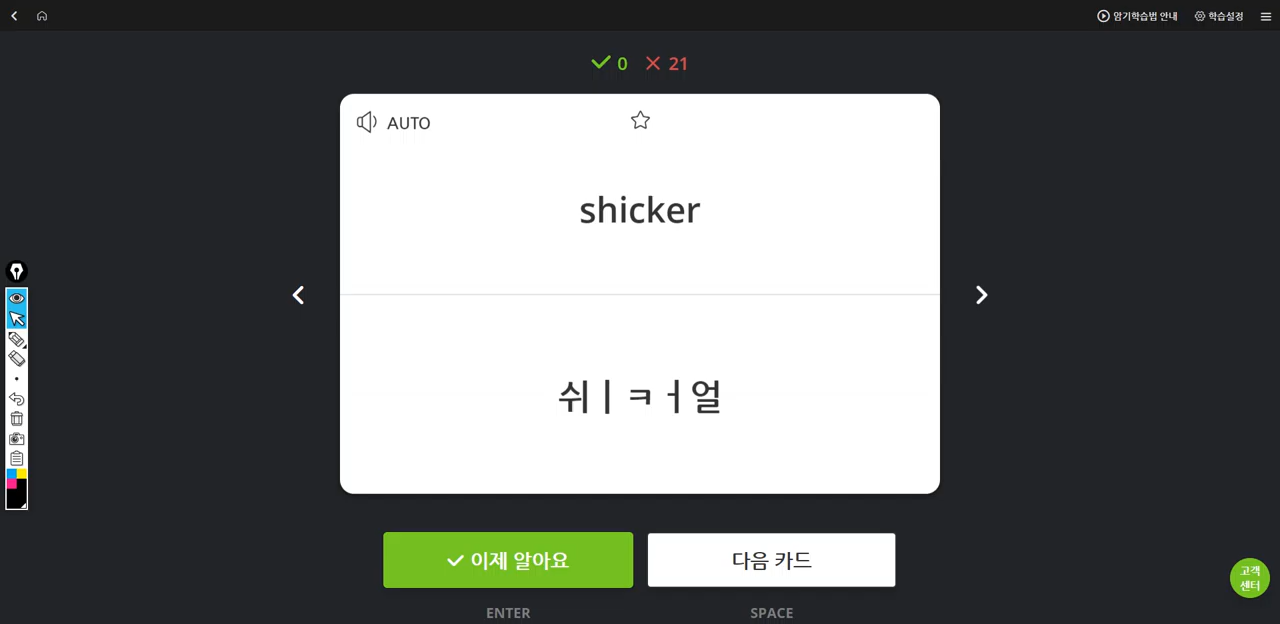 암기학습법 안내 학습설정
0 21
AUTO
shicker
쉬ㅣㅋㅓ얼
이제 알아요 다음 카드
ENTER SPACE
고객
센터